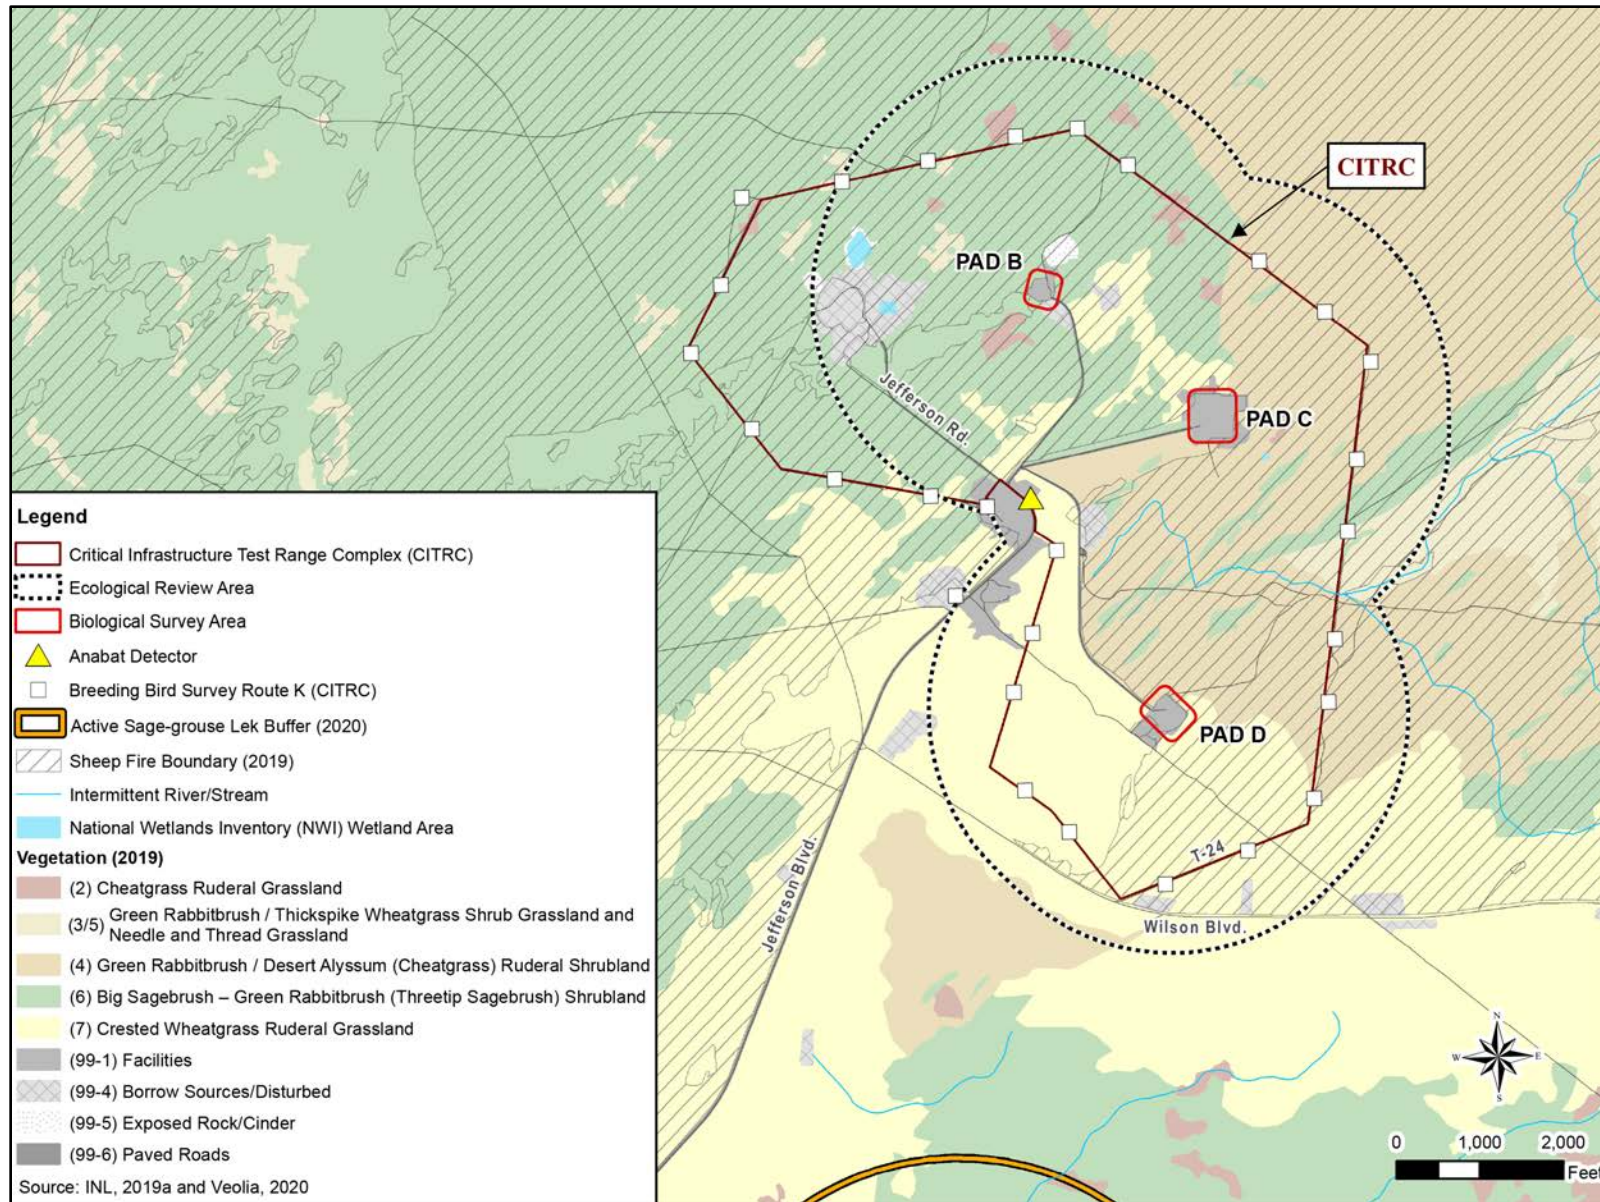 CITRC
PAD B
Jefferson Rd.
PAD C
PAD D
T-24
Wilson Blvd.
Jefferson Blvd.
Legend
Critical Infrastructure Test Range Complex (CITRC)
Ecological Review Area
Biological Survey Area
Anabat Detector
Breeding Bird Survey Route K (CITRC)
Active Sage-grouse Lek Buffer (2020)
Sheep Fire Boundary (2019)
Intermittent River/Stream
National Wetlands Inventory (NWI) Wetland Area
Vegetation (2019)
(2) Cheatgrass Ruderal Grassland
(3/5) Green Rabbitbrush / Thickspike Wheatgrass Shrub Grassland and
Needle and Thread Grassland
(4) Green Rabbitbrush / Desert Alyssum (Cheatgrass) Ruderal Shrubland
(6) Big Sagebrush – Green Rabbitbrush (Threetip Sagebrush) Shrubland
(7) Crested Wheatgrass Ruderal Grassland
(99-1) Facilities
(99-4) Borrow Sources/Disturbed
(99-5) Exposed Rock/Cinder
(99-6) Paved Roads
Source: INL, 2019a and Veolia, 2020
N
W E
S
0 1,000 2,000
Feet